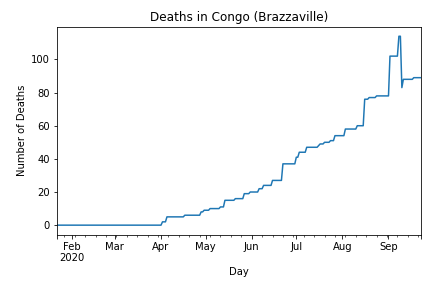 Deaths in Congo (Brazzaville)
100
80
60
40
20
0
Number of Deaths
Feb Mar Apr May Jun Jul Aug Sep
2020
Day